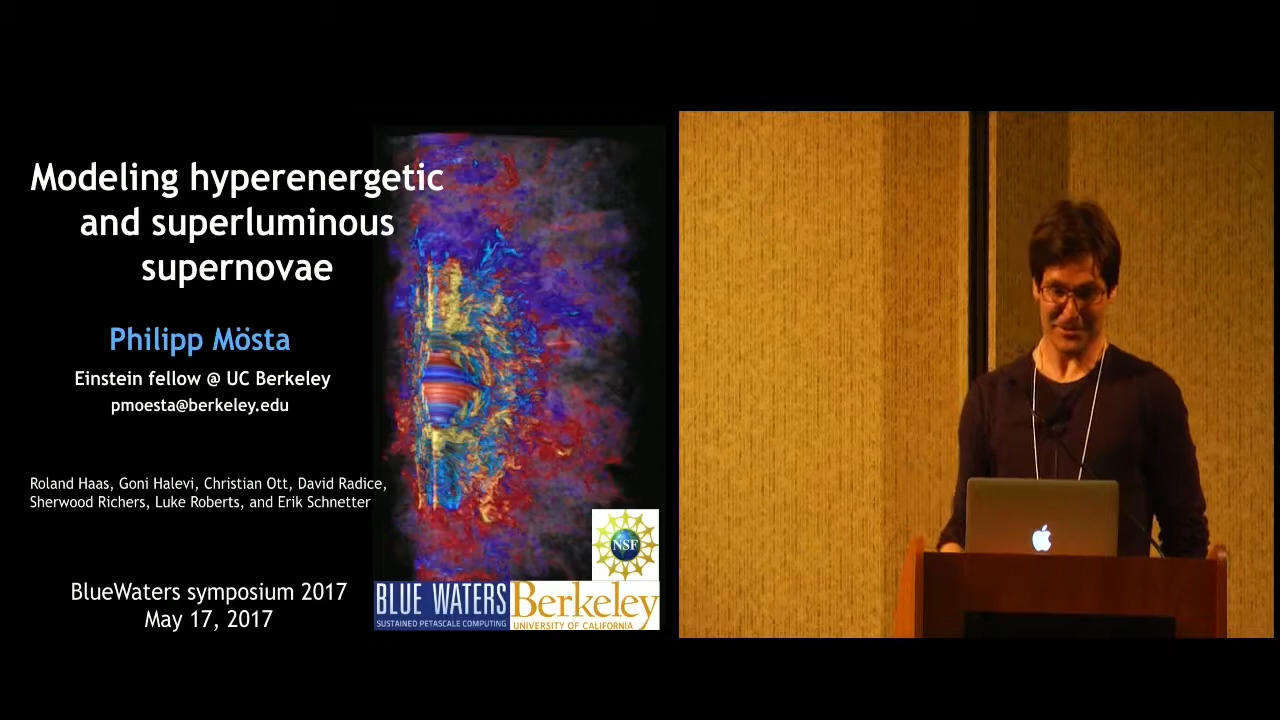 Modeling hyperenergetic
and superluminous
supernovae
Philipp Mösta
Einstein fellow @ UC Berkeley
pmoesta@berkeley.edu
Roland Haas, Goni Halevi, Christian Ott, David Radice,
Sherwood Richers, Luke Roberts, and Erik Schnetter
BlueWaters symposium 2017
May 17, 2017
NSF
BLUE WATERS
SUSTAINED PETASCALE COMPUTING
Berkeley
UNIVERSITY OF CALIFORNIA